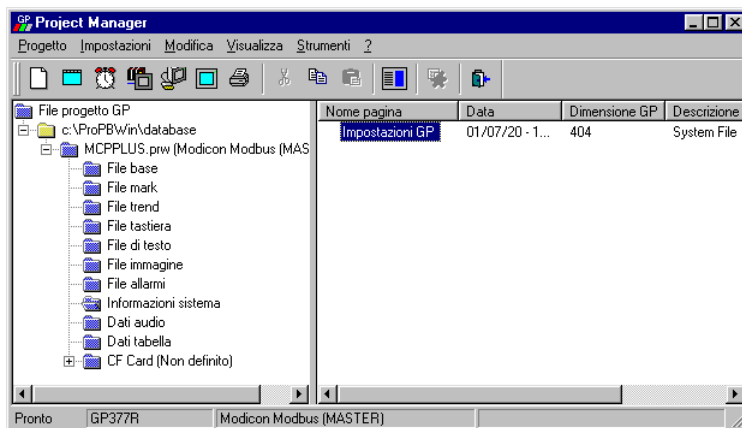 GP Project Manager
Progetto Impostazioni Modifica Visualizza Strumenti ?
File progetto GP
c:\ProPBWin\database
MCPPLUS.prw (Modicon Modbus (MAS
File base
File mark
File trend
File tastiera
File di testo
File immagine
File allarmi
Informazioni sistema
Dati audio
Dati tabella
CF Card (Non definito)
Nome pagina Data Dimensione GP Descrizione
Impostazioni GP 01/07/20 - 1... 404 System File
Pronto GP377R Modicon Modbus (MASTER)